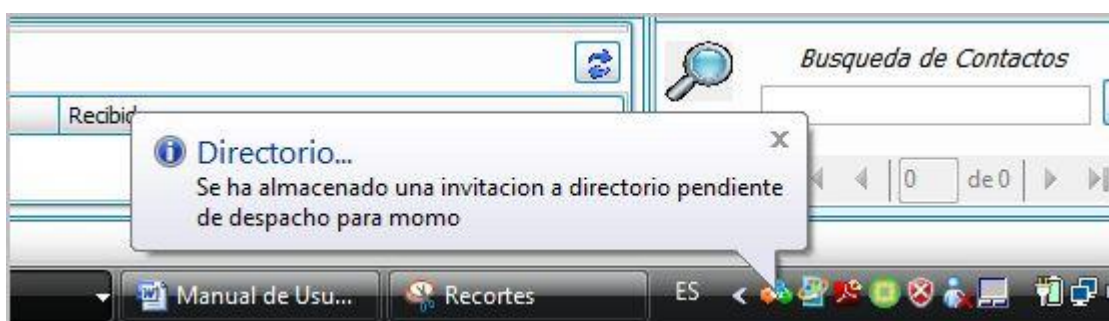 Busqueda de Contactos
Recibid
Directorio...
Se ha almacenado una invitacion a directorio pendiente
de despacho para momo
0 de 0
Manual de Usu...
Recortes
ES